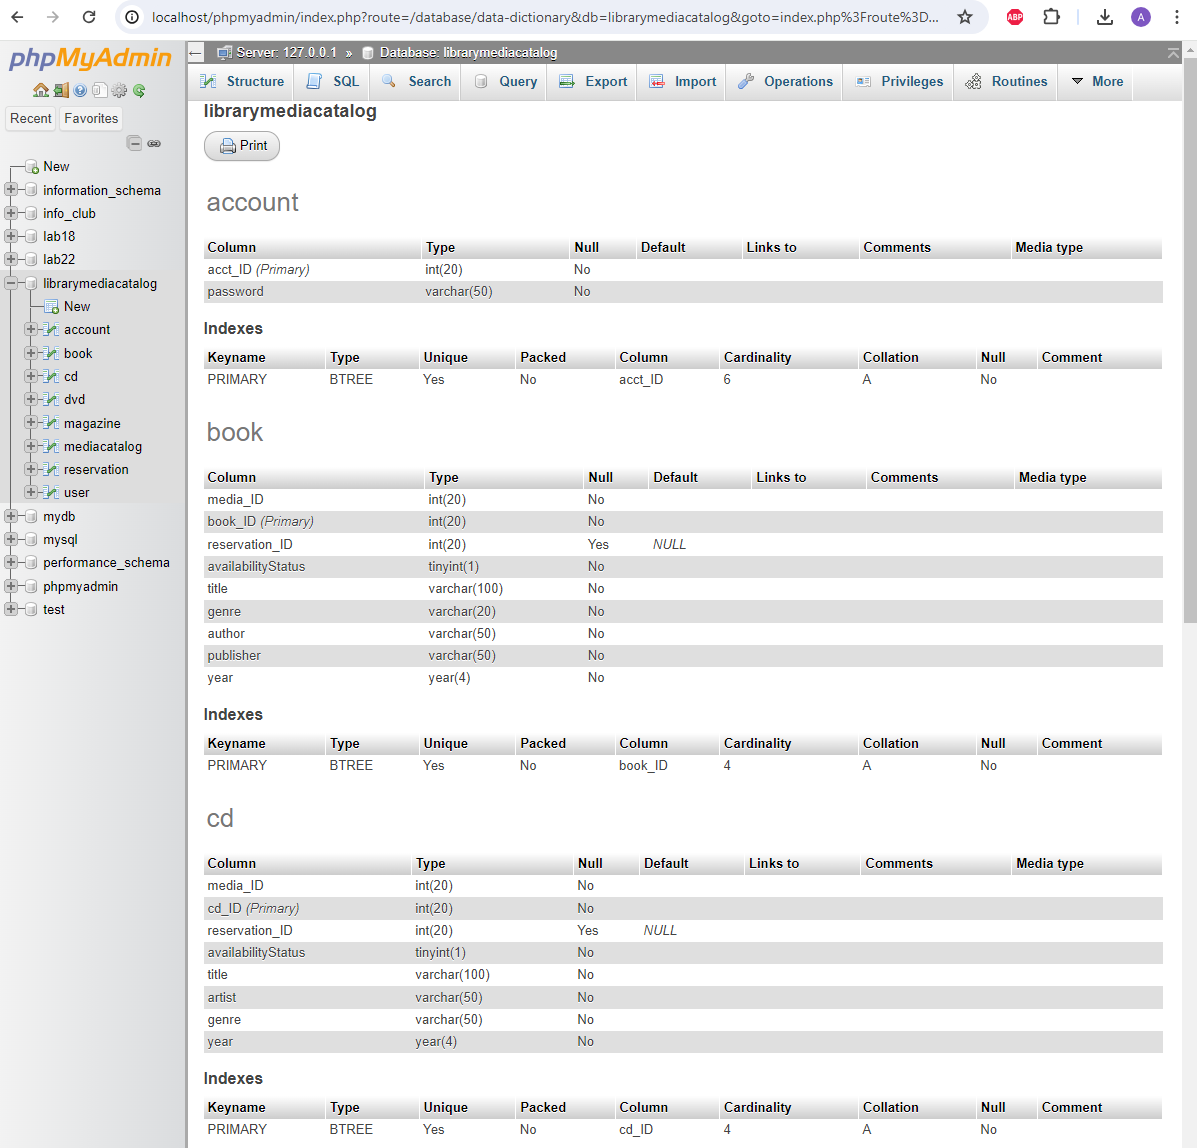 localhost/phpmyadmin/index.php?route=/database/data-dictionary&db=librarymediacatalog&goto=index.php%3Froute%3D...
ABP
A
phpMyAdmin
Recent
Favorites
New
information_schema
info_club
lab18
lab22
librarymediacatalog
New
account
book
cd
dvd
magazine
mediacatalog
reservation
user
mydb
mysql
performance_schema
phpmyadmin
test
Server: 127.0.0.1 » Database: librarymediacatalog
Structure SQL Search Query Export Import Operations Privileges Routines More
librarymediacatalog
Print
account
Column Type Null Default Links to Comments Media type
acct_ID (Primary) int(20) No
password varchar(50) No
Indexes
Keyname Type Unique Packed Column Cardinality Collation Null Comment
PRIMARY BTREE Yes No acct_ID 6 A No
book
Column Type Null Default Links to Comments Media type
media_ID int(20) No
book_ID (Primary) int(20) No
reservation_ID int(20) Yes NULL
availabilityStatus tinyint(1) No
title varchar(100) No
genre varchar(20) No
author varchar(50) No
publisher varchar(50) No
year year(4) No
Indexes
Keyname Type Unique Packed Column Cardinality Collation Null Comment
PRIMARY BTREE Yes No book_ID 4 A No
cd
Column Type Null Default Links to Comments Media type
media_ID int(20) No
cd_ID (Primary) int(20) No
reservation_ID int(20) Yes NULL
availabilityStatus tinyint(1) No
title varchar(100) No
artist varchar(50) No
genre varchar(50) No
year year(4) No
Indexes
Keyname Type Unique Packed Column Cardinality Collation Null Comment
PRIMARY BTREE Yes No cd_ID 4 A No